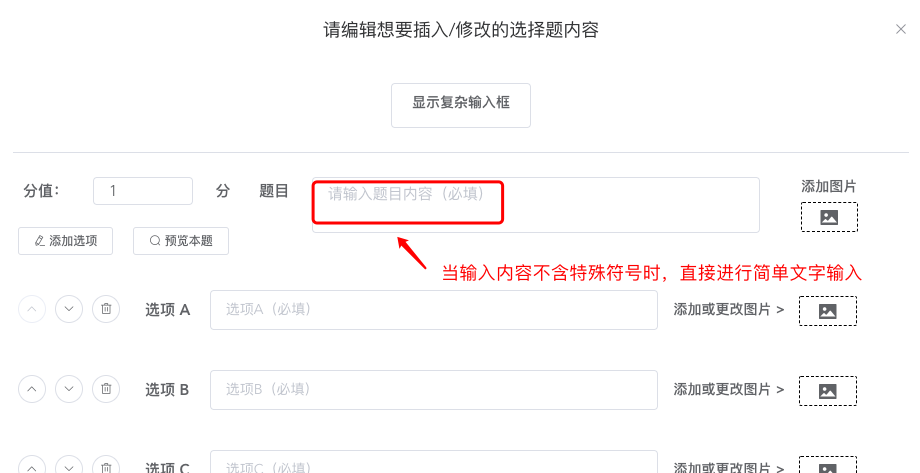 请编辑想要插入/修改的选择题内容
显示复杂输入框
分值: 1 分 题目 请输入题目内容（必填） 添加图片
添加选项 预览本题
当输入内容不含特殊符号时，直接进行简单文字输入
选项 A 选项A（必填） 添加或更改图片 >
选项 B 选项B（必填） 添加或更改图片 >
选项 C 选项C（必填） 添加或更改图片 >